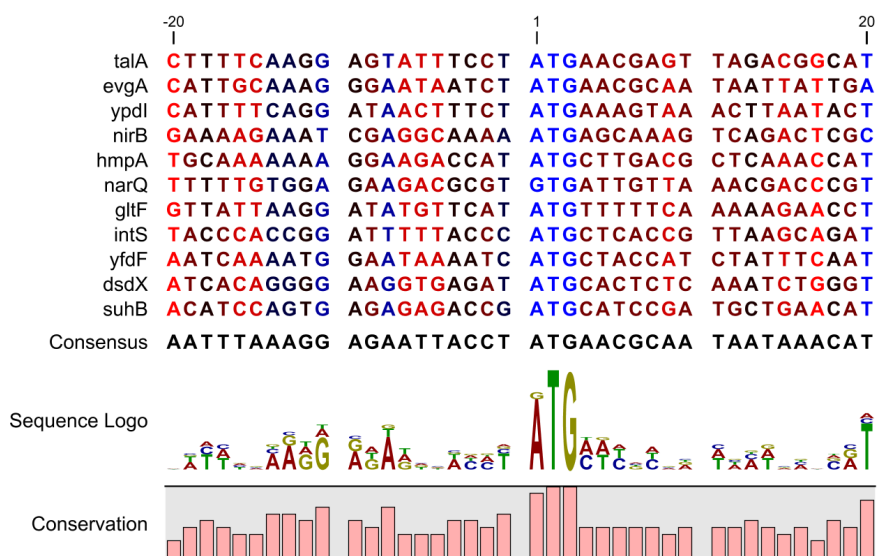 -20 1 20
talA CTTTTCAAGG AGTATTTCCT ATGAACGAGT TAGACGGCAT
evgA CATTGCAAAG GGAATAATCT ATGAACGCAA TAATTATTGA
ypdI CATTTTCAGG ATAACTTTCT ATGAAAGTAA ACTTAATACT
nirB GAAAAGAAAT CGAGGCAAAA ATGAGCAAAG TCAGACTCGC
hmpA TGCAAAAAAA GGAAGACCAT ATGCTTGACG CTCAAACCAT
narQ TTTTTGTGGA GAAGACGCGT GTGATTGTTA AACGACCCGT
gltF GTTATTAAGG ATATGTTCAT ATGTTTTTCA AAAAGAACCT
intS TACCCACCGG ATTTTTACCC ATGCTCACCG TTAAGCAGAT
yfdF AATCAAAATG GAATAAAATC ATGCACCATC CTATTTCAAT
dsdX ATCACAGGGG AAGGTGAGAT ATGCACTCTC AAATCTGGGT
suhB ACATCCAGTG AGAGAGACCG ATGCATCCGA TGCTGAACAT
Consensus AATTTAAAGG AGAATTACCT ATGAACGCAA TAATAAACAT
Sequence Logo
Conservation